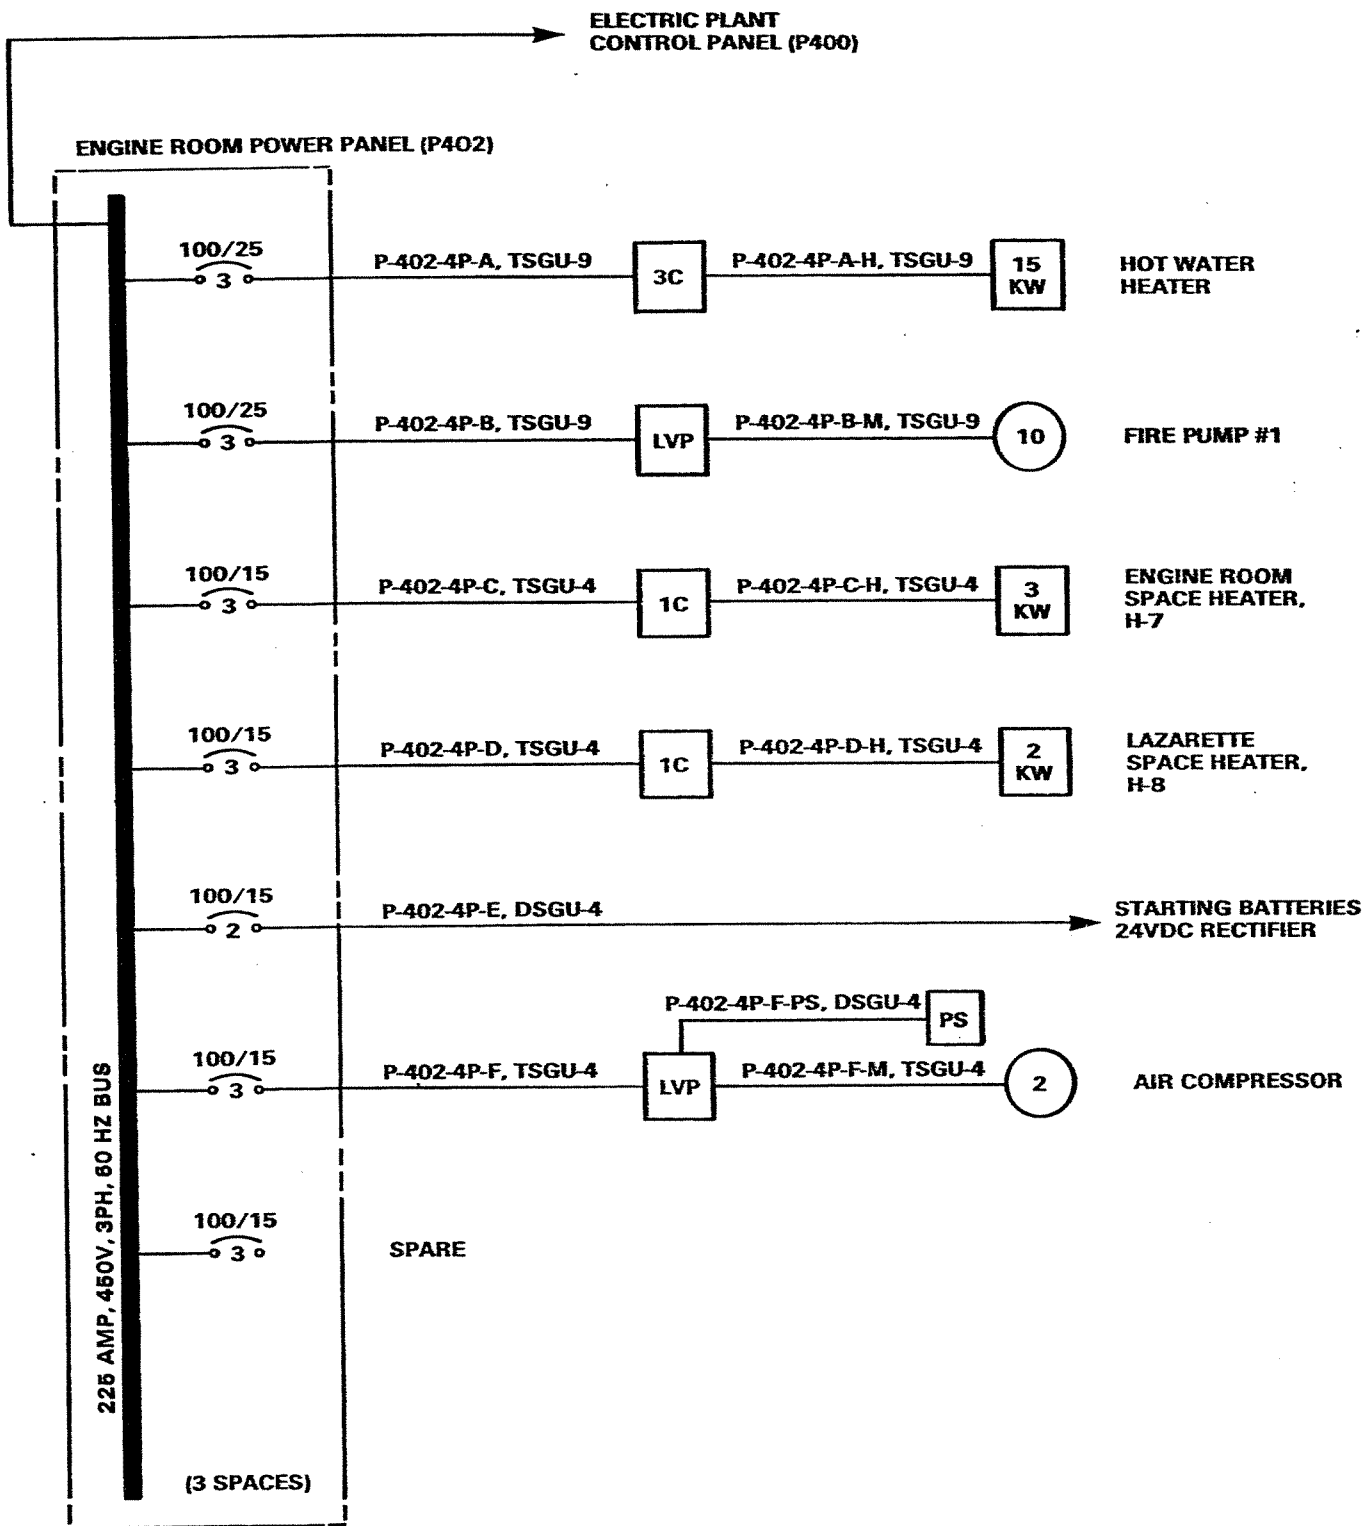 ELECTRIC PLANT
CONTROL PANEL (P400)
ENGINE ROOM POWER PANEL (P402)
100/25
3
P-402-4P-A, TSGU-9
3C
P-402-4P-A-H, TSGU-9
15
KW
HOT WATER
HEATER
100/25
3
P-402-4P-B, TSGU-9
LVP
P-402-4P-B-M, TSGU-9
10
FIRE PUMP #1
100/15
3
P-402-4P-C, TSGU-4
1C
P-402-4P-C-H, TSGU-4
3
KW
ENGINE ROOM
SPACE HEATER,
H-7
100/15
3
P-402-4P-D, TSGU-4
1C
P-402-4P-D-H, TSGU-4
2
KW
LAZARETTE
SPACE HEATER,
H-8
100/15
2
P-402-4P-E, DSGU-4
STARTING BATTERIES
24VDC RECTIFIER
P-402-4P-F-PS, DSGU-4
PS
100/15
3
P-402-4P-F, TSGU-4
LVP
P-402-4P-F-M, TSGU-4
2
AIR COMPRESSOR
100/15
3
SPARE
225 AMP, 450V, 3PH, 60 HZ BUS
(3 SPACES)